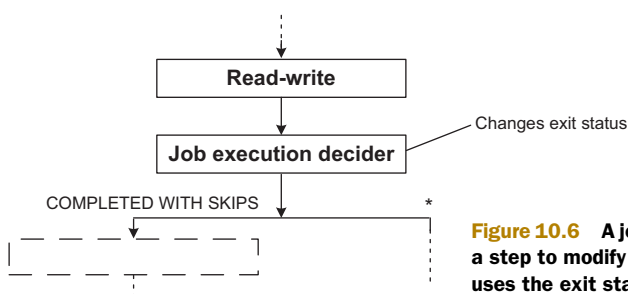 Read-write
Job execution decider
Changes exit status
COMPLETED WITH SKIPS
*
Figure 10.6 A
a step to modify
uses the exit